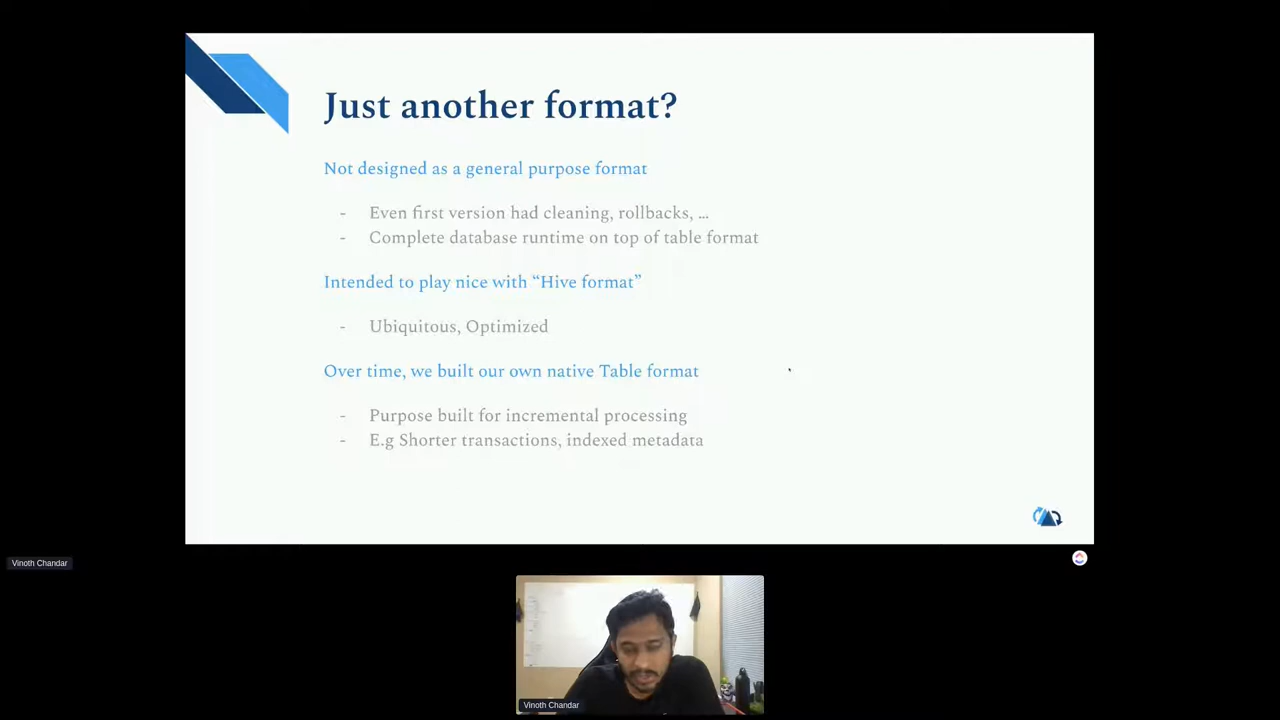 Just another format?
Not designed as a general purpose format
- Even first version had cleaning, rollbacks, ...
- Complete database runtime on top of table format
Intended to play nice with “Hive format”
- Ubiquitous, Optimized
Over time, we built our own native Table format
- Purpose built for incremental processing
- E.g Shorter transactions, indexed metadata
Vinoth Chandar
Vinoth Chandar